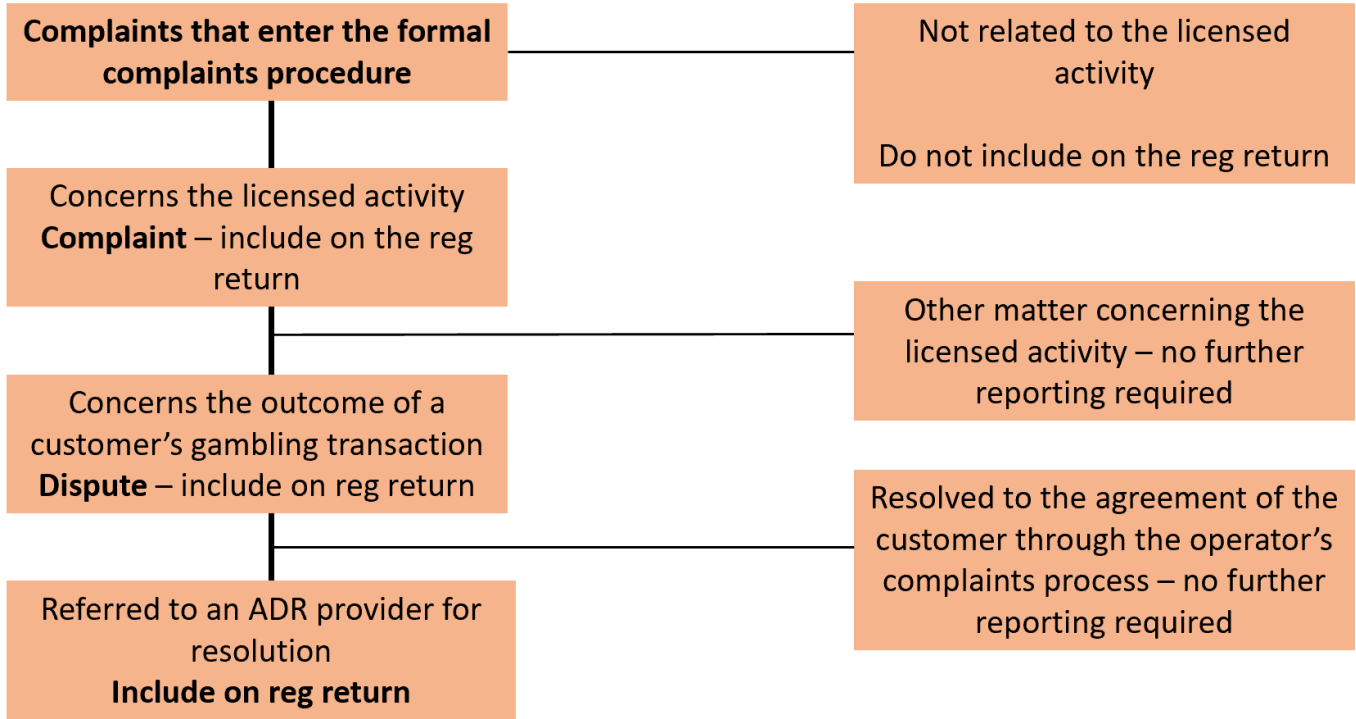 Complaints that enter the formal
complaints procedure
Not related to the licensed
activity
Do not include on the reg return
Concerns the licensed activity
Complaint – include on the reg
return
Other matter concerning the
licensed activity – no further
reporting required
Concerns the outcome of a
customer’s gambling transaction
Dispute – include on reg return
Resolved to the agreement of the
customer through the operator’s
complaints process – no further
reporting required
Referred to an ADR provider for
resolution
Include on reg return